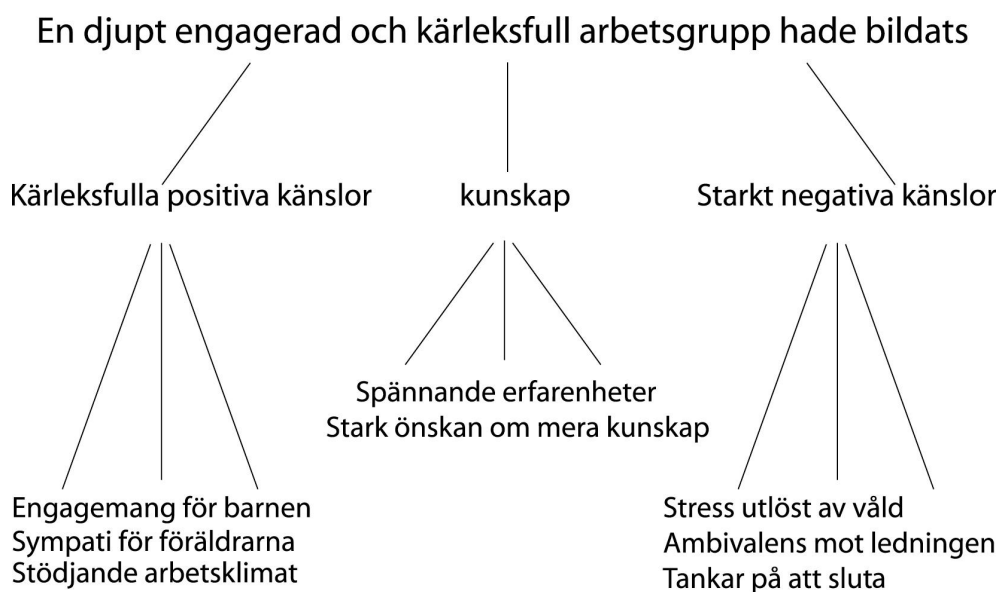 En djupt engagerad och kärleksfull arbetsgrupp hade bildats
Kärleksfulla positiva känslor
kunskap
Starkt negativa känslor
Spännande erfarenheter
Stark önskan om mera kunskap
Engagemang för barnen
Sympati för föräldrarna
Stödjande arbetsklimat
Stress utlöst av våld
Ambivalens mot ledningen
Tankar på att sluta